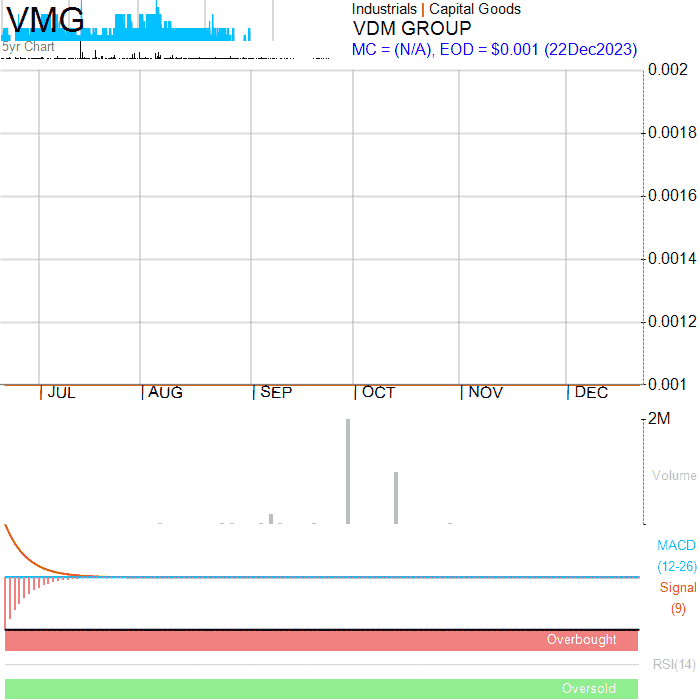 VMG
5yr Chart
Industrials | Capital Goods
VDM GROUP
MC = (N/A), EOD = $0.001 (22Dec2023)
0.002
0.0018
0.0016
0.0014
0.0012
0.001
JUL AUG SEP OCT NOV DEC
2M
Volume
MACD
(12-26)
Signal
(9)
Overbought
RSI(14)
Oversold